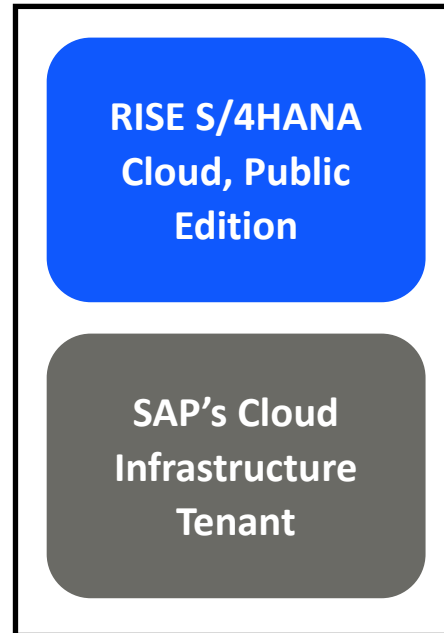 RISE S/4HANA
Cloud, Public
Edition
SAP’s Cloud
Infrastructure
Tenant